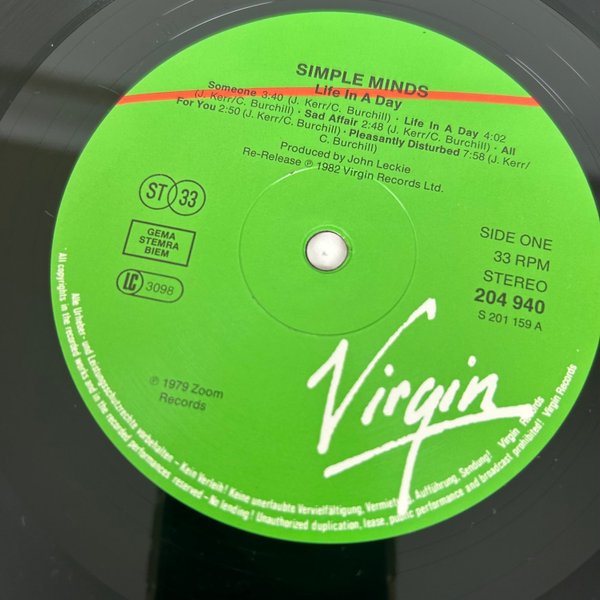 SIMPLE MINDS
Life In A Day
Someone 3:40 (J. Kerr/C. Burchill) · Life In A Day 4:02
(J. Kerr/C. Burchill) · Sad Affair 2:48 (J. Kerr/C. Burchill) · All
For You 2:50 (J. Kerr/C. Burchill) · Pleasantly Disturbed 7:58 (J. Kerr/
C. Burchill)
Produced by John Leckie
Re-Release ℗ 1982 Virgin Records Ltd.
ST 33
GEMA
STEMRA
BIEM
LC 3098
SIDE ONE
33 RPM
STEREO
204 940
S 201 159 A
℗ 1979 Zoom
Records
Virgin
Alle Urheber- und Leistungsschutzrechte vorbehalten – Kein Verleih! Keine unerlaubte Vervielfältigung, Vermietung, Aufführung, Sendung! Virgin Records
· All copyrights in the recorded works and in the recorded performances reserved – No lending! Unauthorized duplication, lease, public performance and broadcast prohibited! Virgin Records